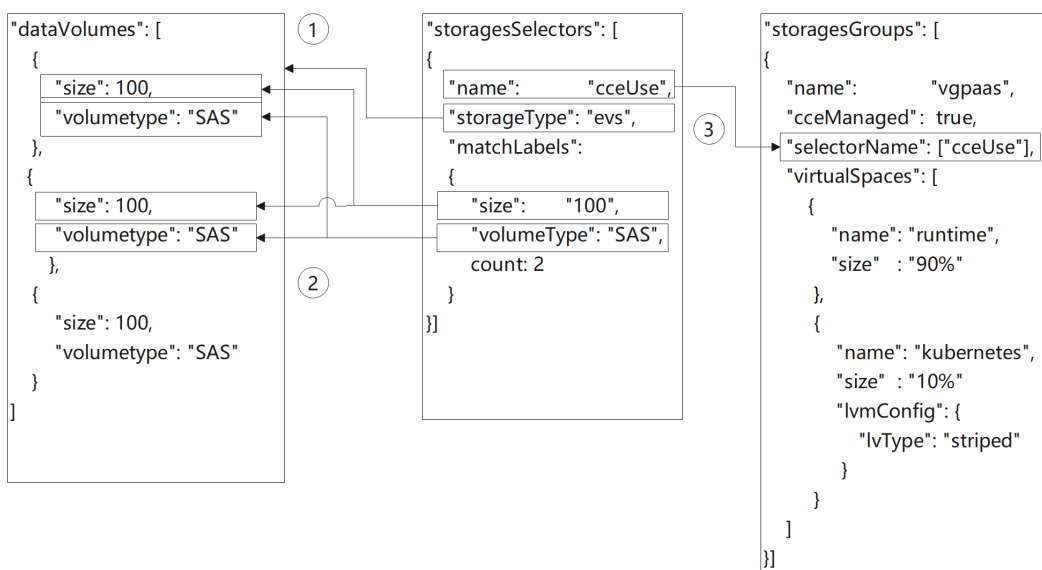 "dataVolumes": [
{
"size": 100,
"volumetype": "SAS"
},
{
"size": 100,
"volumetype": "SAS"
},
{
"size": 100,
"volumetype": "SAS"
}
]
1
2
"storagesSelectors": [
{
"name": "cceUse",
"storageType": "evs",
"matchLabels":
{
"size": "100",
"volumeType": "SAS",
count: 2
}
}]
3
"storagesGroups": [
{
"name": "vgpaas",
"cceManaged": true,
"selectorName": ["cceUse"],
"virtualSpaces": [
{
"name": "runtime",
"size" : "90%"
},
{
"name": "kubernetes",
"size" : "10%"
"lvmConfig": {
"lvType": "striped"
}
}
]
}]